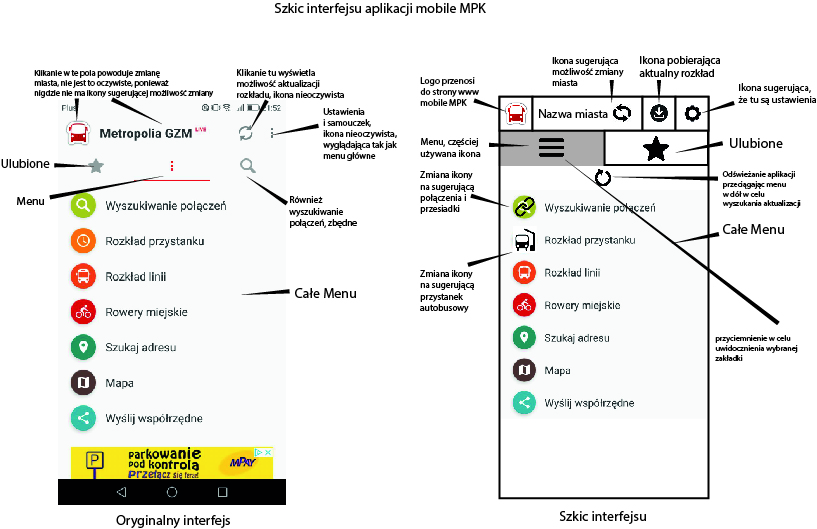 Szkic interfejsu aplikacji mobile MPK
Klikanie w te pola powoduje zmianę
miasta, nie jest to oczywiste, ponieważ
nigdzie nie ma ikony sugerującej możliwość zmiany
Klikanie tu wyświetla
możliwość aktualizacji
rozkładu, ikona nieoczywista
Plus
1:52
Metropolia GZM LIVE
Ustawienia
i samouczek,
ikona nieoczywista,
wyglądająca tak jak
menu główne
Ulubione
Menu
Również
wyszukiwanie
połączeń, zbędne
Wyszukiwanie połączeń
Rozkład przystanku
Rozkład linii
Rowery miejskie
Szukaj adresu
Mapa
Wyślij współrzędne
Całe Menu
parkowanie
pod kontrolą
Przełącz się teraz!
mPAY
Oryginalny interfejs
Logo przenosi
do strony www
mobile MPK
Ikona sugerująca
możliwość zmiany
miasta
Ikona pobierająca
aktualny rozkład
Ikona sugerująca,
że tu są ustawienia
Nazwa miasta
Menu, częściej
używana ikona
Ulubione
Zmiana ikony
na sugerującą
połączenia i
przesiadki
Odświeżanie aplikacji
przeciągając menu
w dół w celu
wyszukania aktualizacji
Wyszukiwanie połączeń
Rozkład przystanku
Rozkład linii
Rowery miejskie
Szukaj adresu
Mapa
Wyślij współrzędne
Całe Menu
Zmiana ikony
na sugerującą
przystanek
autobusowy
przyciemnienie w celu
uwidocznienia wybranej
zakładki
Szkic interfejsu